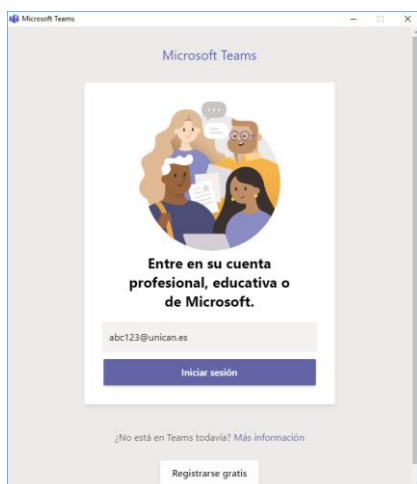 Microsoft Teams
Microsoft Teams
Entre en su cuenta
profesional, educativa o
de Microsoft.
abc123@unican.es
Iniciar sesión
¿No está en Teams todavía? Más información
Registrarse gratis